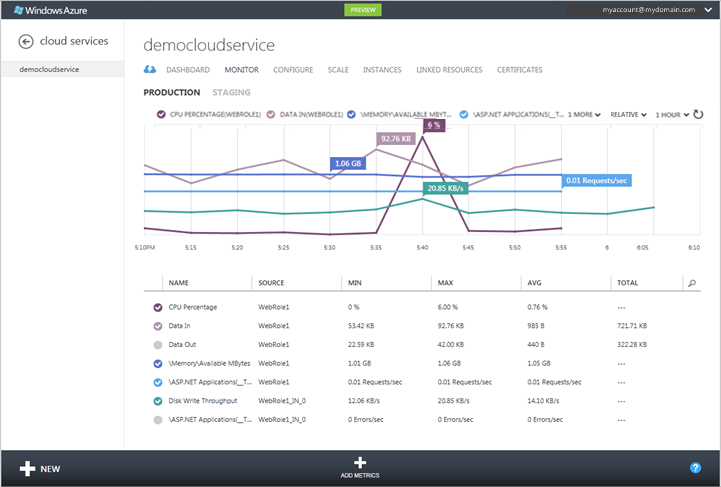 Windows Azure PREVIEW myaccount@mydomain.com
cloud services
democloudservice
democloudservice
DASHBOARD MONITOR CONFIGURE SCALE INSTANCES LINKED RESOURCES CERTIFICATES
PRODUCTION STAGING
CPU PERCENTAGE(WEBROLE1) DATA IN(WEBROLE1) \MEMORY\AVAILABLE MBYT... \ASP.NET APPLICATIONS(__T... 1 MORE RELATIVE 1 HOUR
6 %
92.76 KB
1.06 GB
0.01 Requests/sec
20.85 KB/s
5:10PM 5:15 5:20 5:25 5:30 5:35 5:40 5:45 5:50 5:55 6 6:05 6:10
NAME SOURCE MIN MAX AVG TOTAL
CPU Percentage WebRole1 0 % 6.00 % 0.76 % ---
Data In WebRole1 53.42 KB 92.76 KB 985 B 721.71 KB
Data Out WebRole1 22.59 KB 42.00 KB 440 B 322.28 KB
\Memory\Available MBytes WebRole1 1.01 GB 1.06 GB 1.05 GB ---
\ASP.NET Applications(__T... WebRole1 0.01 Requests/sec 0.01 Requests/sec 0.01 Requests/sec ---
Disk Write Throughput WebRole1_IN_0 12.06 KB/s 20.85 KB/s 14.10 KB/s ---
\ASP.NET Applications(__T... WebRole1_IN_0 0 Errors/sec 0 Errors/sec 0 Errors/sec ---
NEW ADD METRICS ?